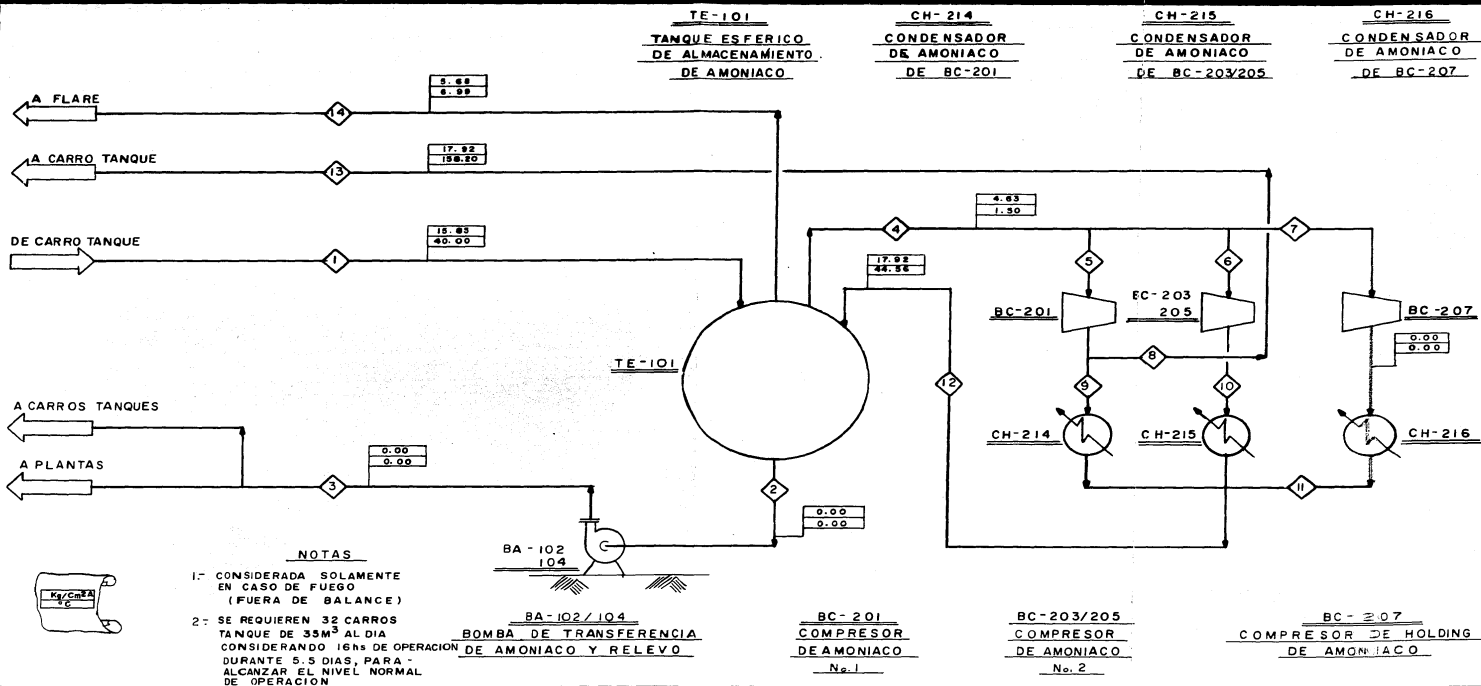 TE-101
TANQUE ESFERICO
DE ALMACENAMIENTO
DE AMONIACO
CH-214
CONDENSADOR
DE AMONIACO
DE BC-201
CH-215
CONDENSADOR
DE AMONIACO
DE BC-203/205
CH-216
CONDENSADOR
DE AMONIACO
DE BC-207
A FLARE
14
5.68
6.99
A CARRO TANQUE
13
17.92
158.20
DE CARRO TANQUE
1
15.83
40.00
4
4.63
1.50
7
17.92
44.56
5
6
BC-201
BC-203
205
BC-207
0.00
0.00
8
TE-101
12
9
10
A CARROS TANQUES
CH-214
CH-215
CH-216
A PLANTAS
3
0.00
0.00
2
11
0.00
0.00
BA-102
104
NOTAS
1.- CONSIDERADA SOLAMENTE
EN CASO DE FUEGO
(FUERA DE BALANCE)
2- SE REQUIEREN 32 CARROS
TANQUE DE 35M³ AL DIA
CONSIDERANDO 16hs DE OPERACION
DURANTE 5.5 DIAS, PARA -
ALCANZAR EL NIVEL NORMAL
DE OPERACION
Kg/Cm²A
°C
BA-102/104
BOMBA DE TRANSFERENCIA
DE AMONIACO Y RELEVO
BC-201
COMPRESOR
DE AMONIACO
No.1
BC-203/205
COMPRESOR
DE AMONIACO
No.2
BC-207
COMPRESOR DE HOLDING
DE AMONIACO